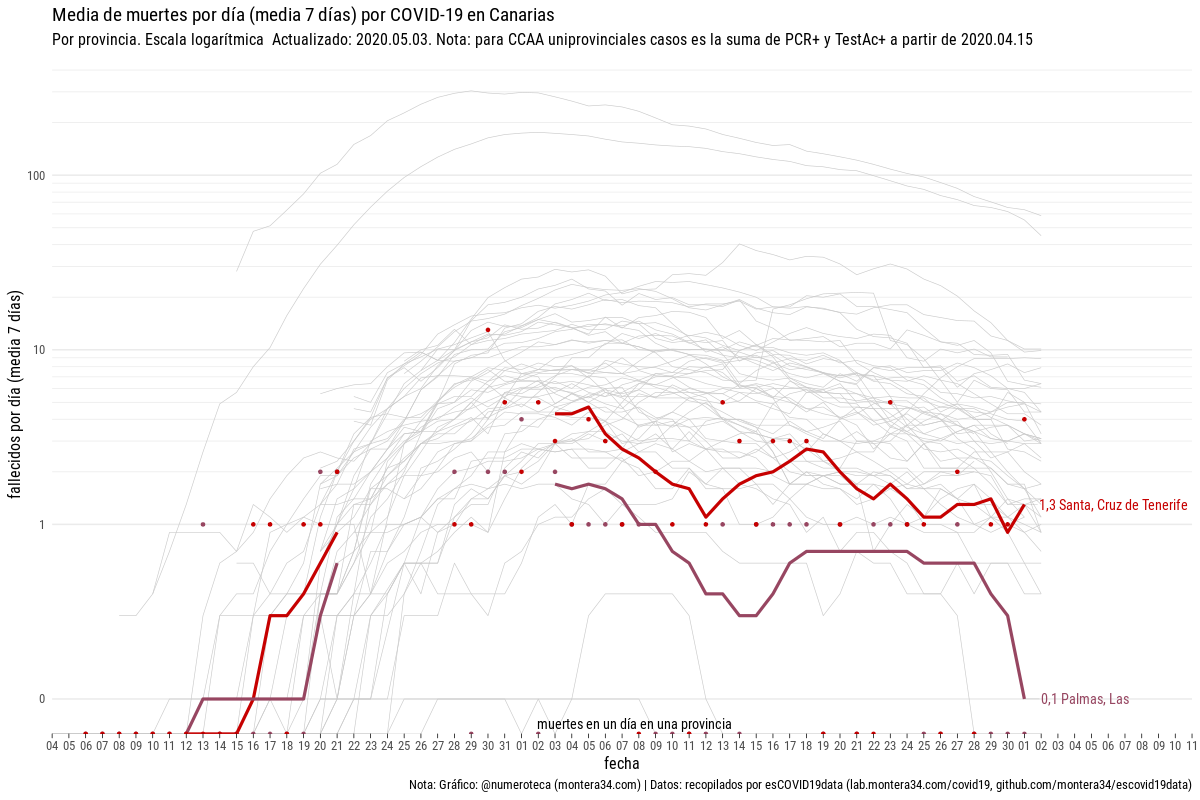 Media de muertes por día (media 7 días) por COVID-19 en Canarias
Por provincia. Escala logarítmica  Actualizado: 2020.05.03. Nota: para CCAA uniprovinciales casos es la suma de PCR+ y TestAc+ a partir de 2020.04.15
fallecidos por día (media  7 días)
100
10
1
0
1,3 Santa, Cruz de Tenerife
0,1 Palmas, Las
muertes en un día en una provincia
04 05 06 07 08 09 10 11 12 13 14 15 16 17 18 19 20 21 22 23 24 25 26 27 28 29 30 31 01 02 03 04 05 06 07 08 09 10 11 12 13 14 15 16 17 18 19 20 21 22 23 24 25 26 27 28 29 30 01 02 03 04 05 06 07 08 09 10 11
fecha
Nota: Gráfico: @numeroteca (montera34.com) | Datos: recopilados por esCOVID19data (lab.montera34.com/covid19, github.com/montera34/escovid19data)